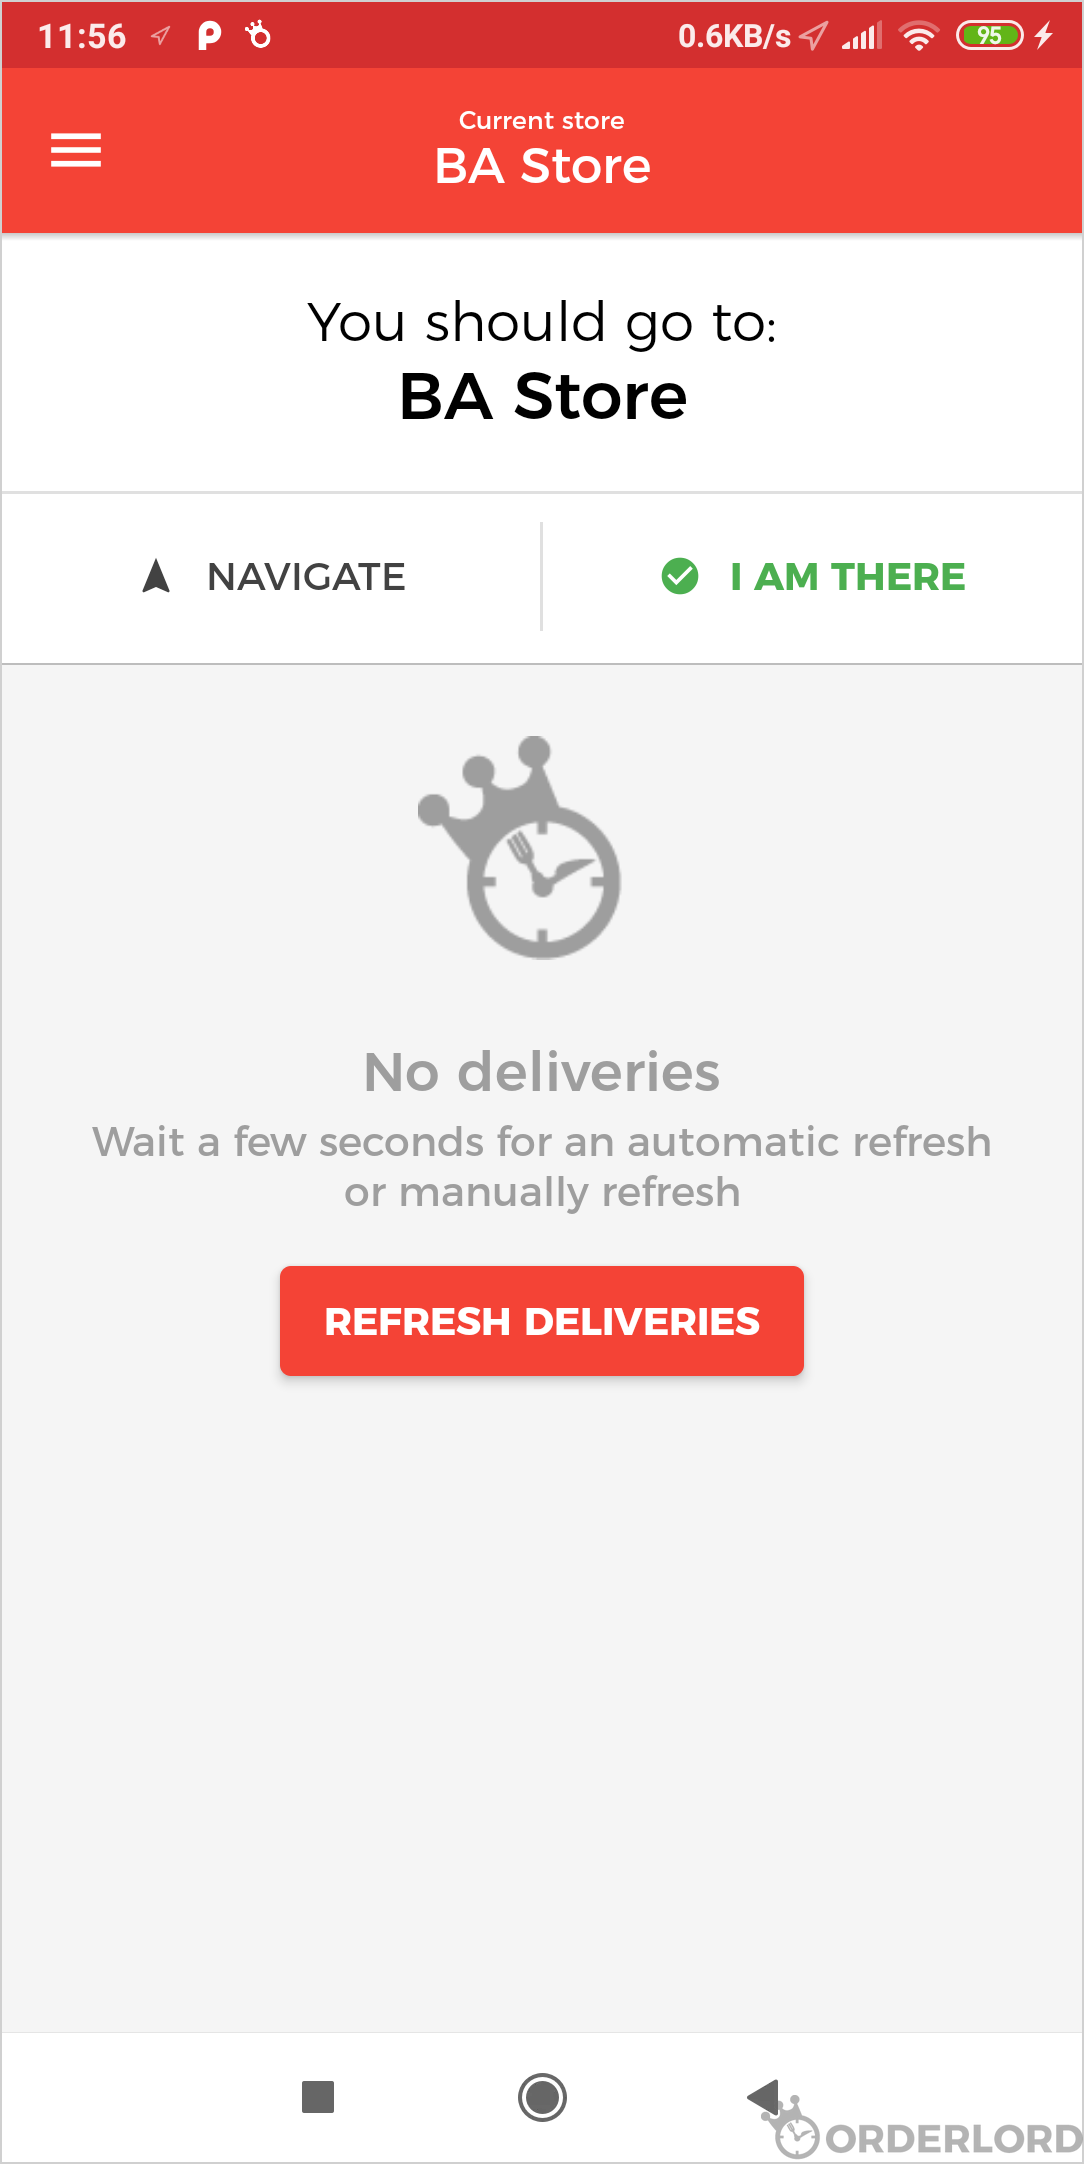 11:56
0.6KB/s
95
Current store
BA Store
You should go to:
BA Store
NAVIGATE
I AM THERE
No deliveries
Wait a few seconds for an automatic refresh
or manually refresh
REFRESH DELIVERIES
ORDERLORD